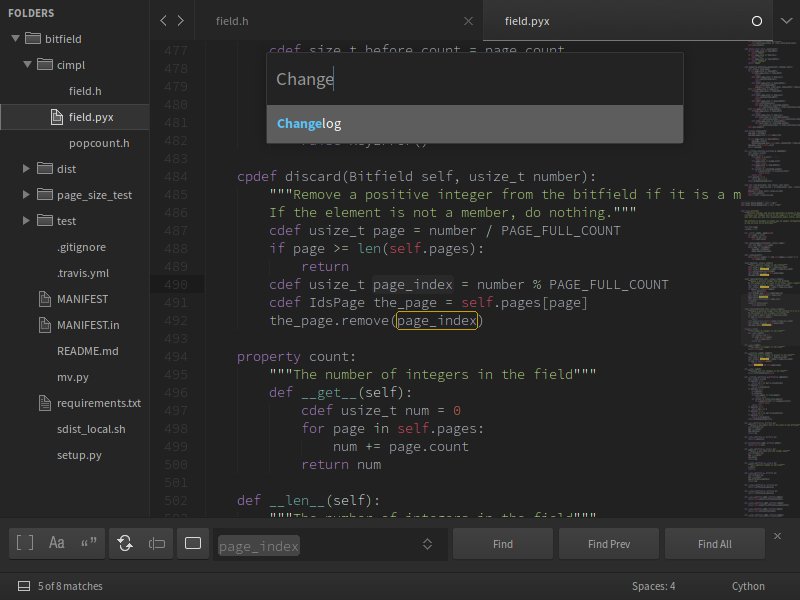 FOLDERS
bitfield
cimpl
field.h
field.pyx
popcount.h
dist
page_size_test
test
.gitignore
.travis.yml
MANIFEST
MANIFEST.in
README.md
mv.py
requirements.txt
sdist_local.sh
setup.py
field.h
field.pyx
Change
Changelog
477 cdef size_t before_count = page.count
478
479
480
481
482
483
484 cpdef discard(Bitfield self, usize_t number):
485 """Remove a positive integer from the bitfield if it is a m
486 If the element is not a member, do nothing."""
487 cdef usize_t page = number / PAGE_FULL_COUNT
488 if page >= len(self.pages):
489 return
490 cdef usize_t page_index = number % PAGE_FULL_COUNT
491 cdef IdsPage the_page = self.pages[page]
492 the_page.remove(page_index)
493
494 property count:
495 """The number of integers in the field"""
496 def __get__(self):
497 cdef usize_t num = 0
498 for page in self.pages:
499 num += page.count
500 return num
501
502 def __len__(self):
"""The number of integers in the field"""
[ ] Aa “ ”
page_index
Find
Find Prev
Find All
5 of 8 matches
Spaces: 4
Cython